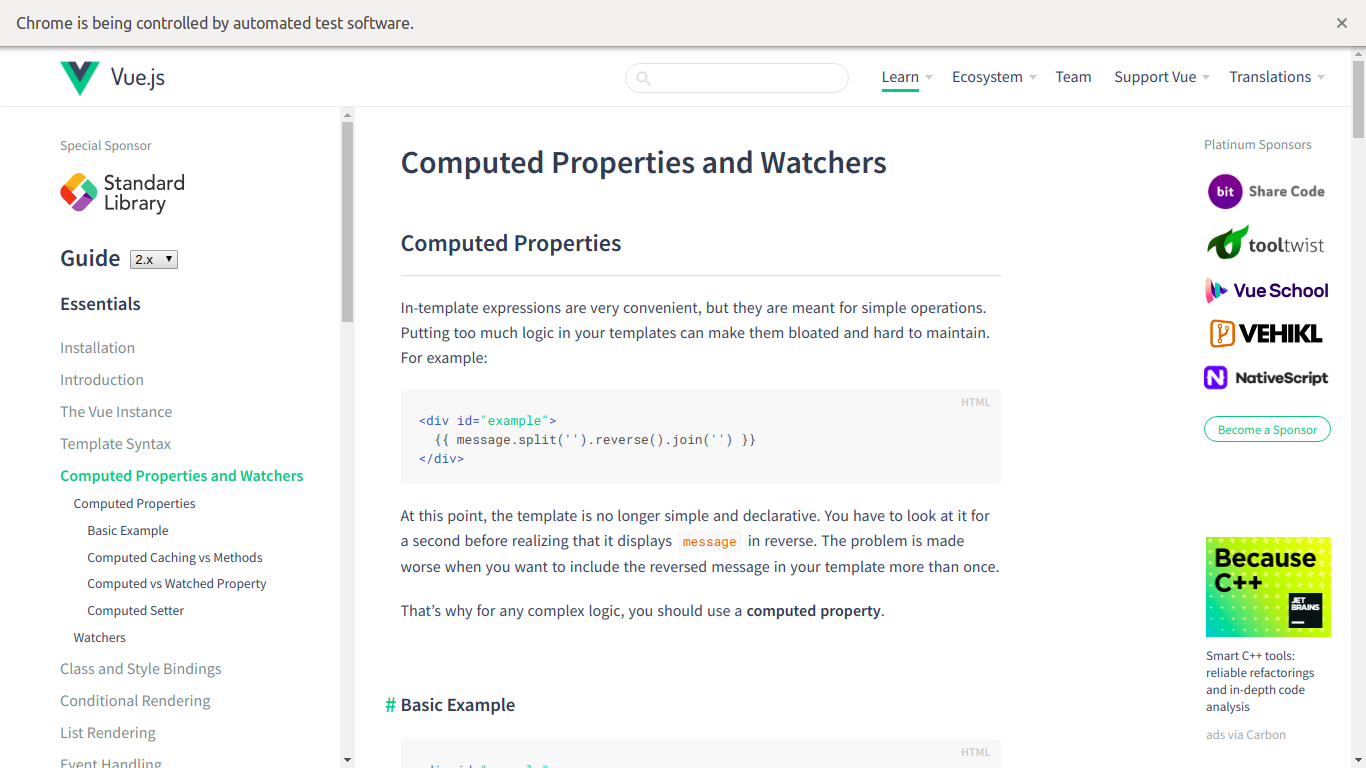 Chrome is being controlled by automated test software.
Vue.js
Learn
Ecosystem
Team
Support Vue
Translations
Special Sponsor
Standard
Library
Guide 2.x
Essentials
Installation
Introduction
The Vue Instance
Template Syntax
Computed Properties and Watchers
Computed Properties
Basic Example
Computed Caching vs Methods
Computed vs Watched Property
Computed Setter
Watchers
Class and Style Bindings
Conditional Rendering
List Rendering
Event Handling
Computed Properties and Watchers
Computed Properties
In-template expressions are very convenient, but they are meant for simple operations.
Putting too much logic in your templates can make them bloated and hard to maintain.
For example:
HTML
<div id="example">
  {{ message.split('').reverse().join('') }}
</div>
At this point, the template is no longer simple and declarative. You have to look at it for
a second before realizing that it displays message in reverse. The problem is made
worse when you want to include the reversed message in your template more than once.
That’s why for any complex logic, you should use a computed property.
# Basic Example
HTML
<div id="example">
Platinum Sponsors
bit Share Code
tooltwist
Vue School
VEHIKL
NativeScript
Become a Sponsor
Because
C++
JET
BRAINS
Smart C++ tools:
reliable refactorings
and in-depth code
analysis
ads via Carbon